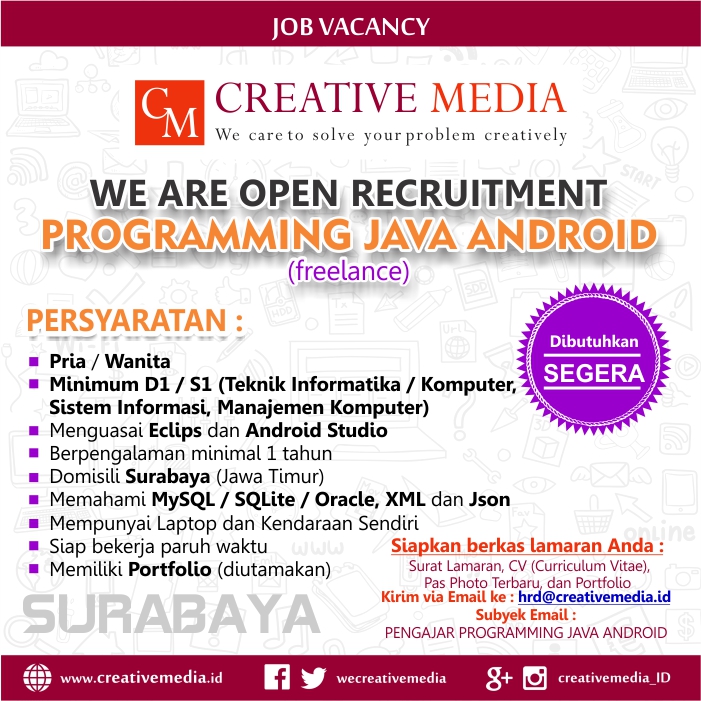 JOB VACANCY
CM
CREATIVE MEDIA
We care to solve your problem creatively
WE ARE OPEN RECRUITMENT
PROGRAMMING JAVA ANDROID
(freelance)
PERSYARATAN :
Pria / Wanita
Minimum D1 / S1 (Teknik Informatika / Komputer,
Sistem Informasi, Manajemen Komputer)
Menguasai Eclips dan Android Studio
Berpengalaman minimal 1 tahun
Domisili Surabaya (Jawa Timur)
Memahami MySQL / SQLite / Oracle, XML dan Json
Mempunyai Laptop dan Kendaraan Sendiri
Siap bekerja paruh waktu
Memiliki Portfolio (diutamakan)
Dibutuhkan
SEGERA
Siapkan berkas lamaran Anda :
Surat Lamaran, CV (Curriculum Vitae),
Pas Photo Terbaru, dan Portfolio
Kirim via Email ke : hrd@creativemedia.id
Subyek Email :
PENGAJAR PROGRAMMING JAVA ANDROID
SURABAYA
www.creativemedia.id
wecreativemedia
creativemedia_ID